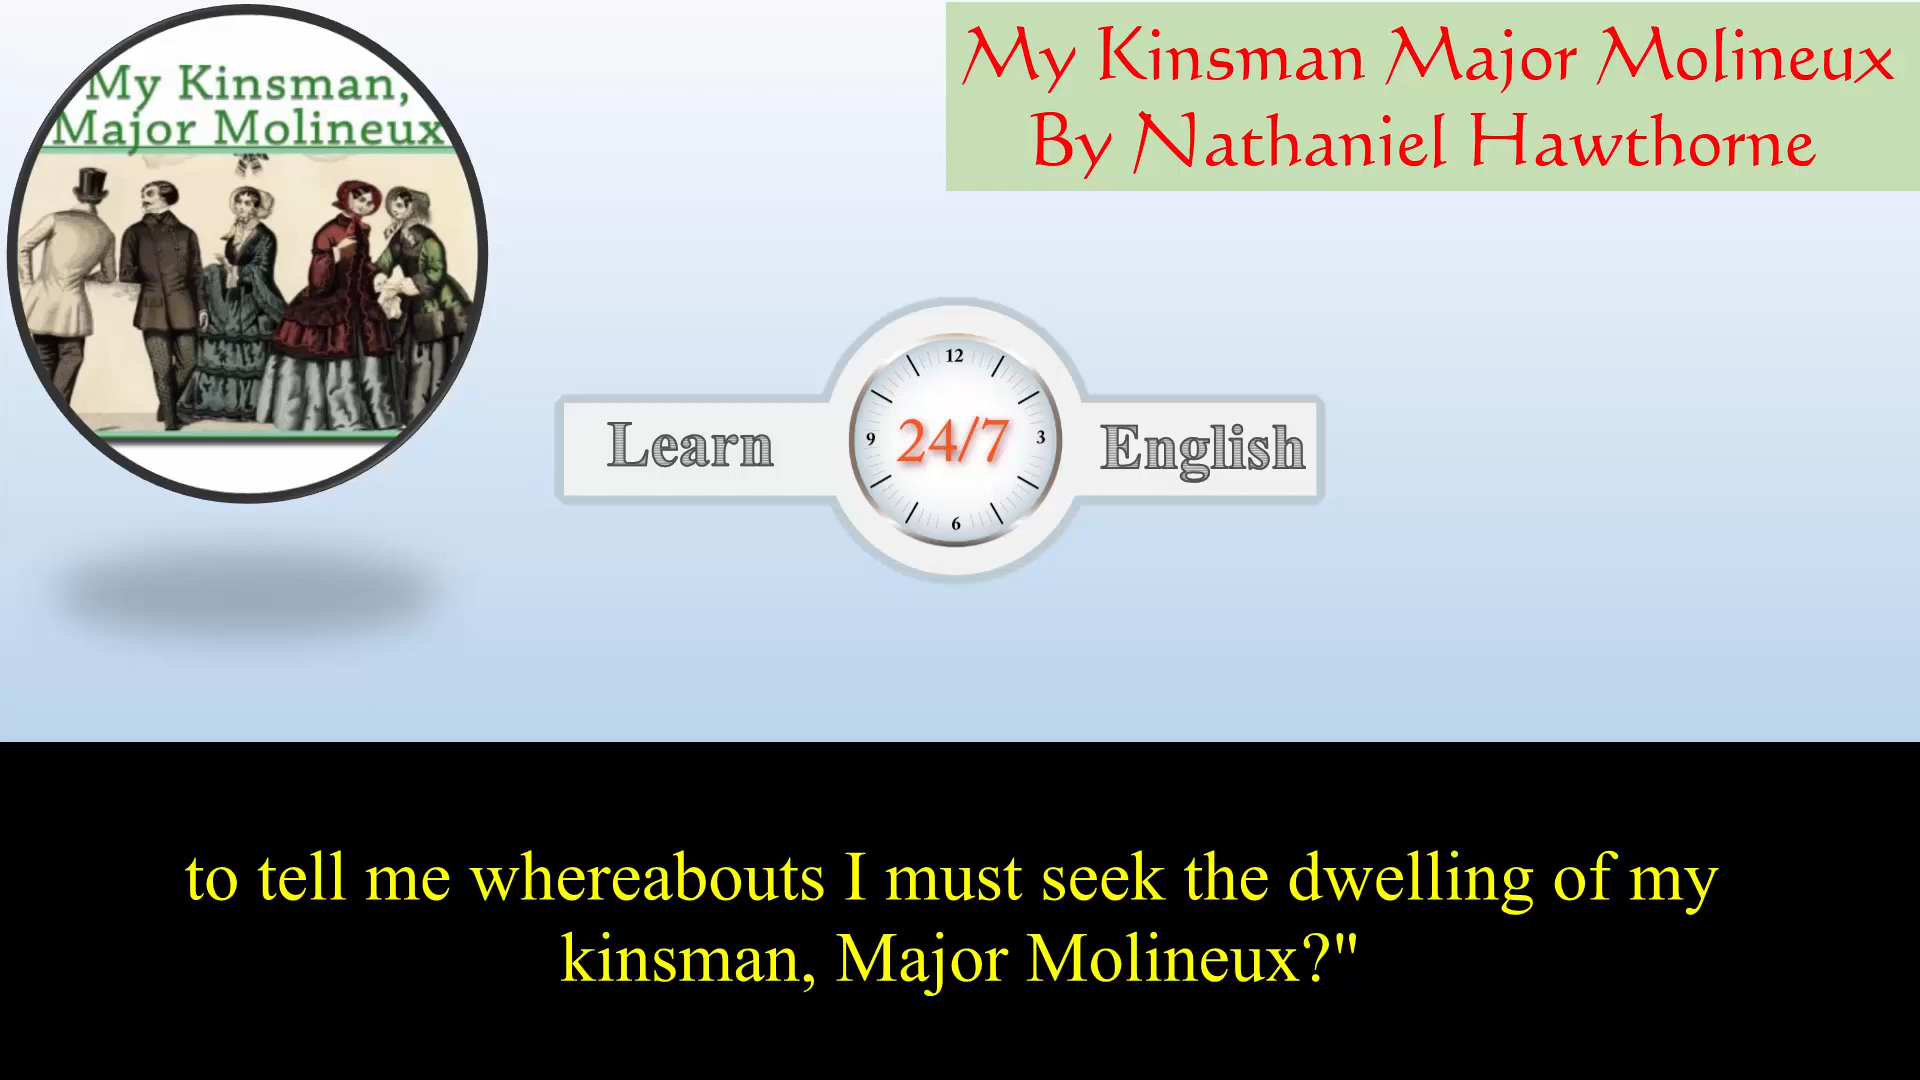 My Kinsman,
Major Molineux
My Kinsman Major Molineux
By Nathaniel Hawthorne
Learn 24/7 English
12
9
3
6
to tell me whereabouts I must seek the dwelling of my
kinsman, Major Molineux?"